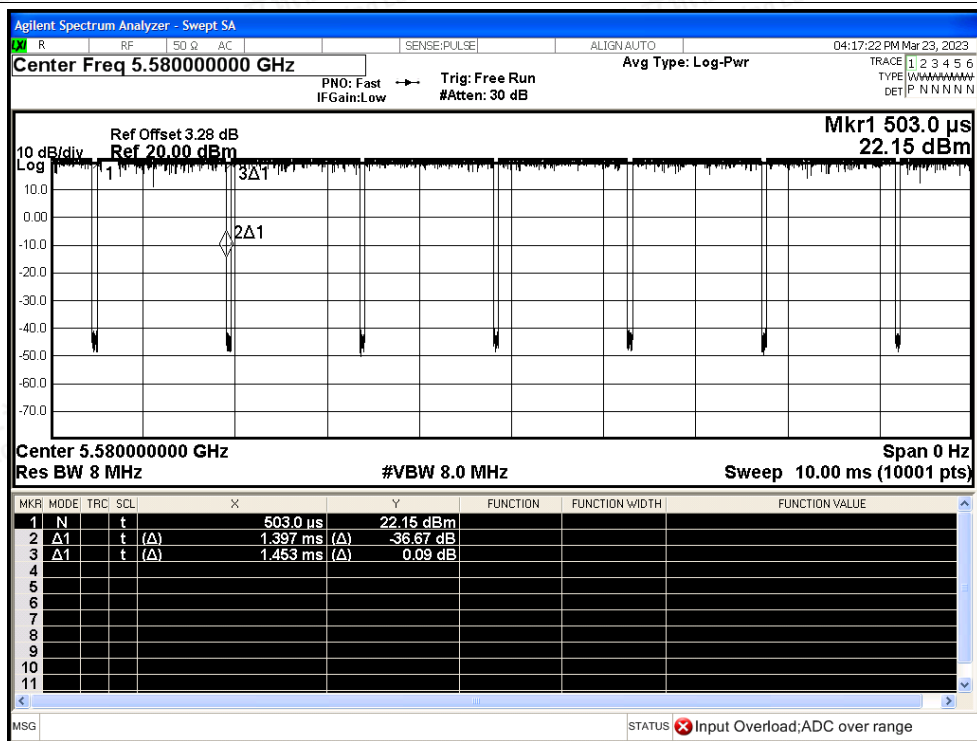 Agilent Spectrum Analyzer - Swept SA
LXI R RF 50 Ω AC SENSE:PULSE ALIGN AUTO 04:17:22 PM Mar 23, 2023
Center Freq 5.580000000 GHz
PNO: Fast
IFGain:Low
Trig: Free Run
#Atten: 30 dB
Avg Type: Log-Pwr
TRACE 1 2 3 4 5 6
TYPE
DET P N N N N N
Mkr1 503.0 µs
22.15 dBm
Ref Offset 3.28 dB
10 dB/div Ref 20.00 dBm
Log
1
3Δ1
10.0
0.00
2Δ1
-10.0
-20.0
-30.0
-40.0
-50.0
-60.0
-70.0
Center 5.580000000 GHz Span 0 Hz
Res BW 8 MHz #VBW 8.0 MHz Sweep 10.00 ms (10001 pts)
MKR MODE TRC SCL X Y FUNCTION FUNCTION WIDTH FUNCTION VALUE
1 N t 503.0 µs 22.15 dBm
2 Δ1 t (Δ) 1.397 ms (Δ) -36.67 dB
3 Δ1 t (Δ) 1.453 ms (Δ) 0.09 dB
4
5
6
7
8
9
10
11
MSG STATUS Input Overload;ADC over range